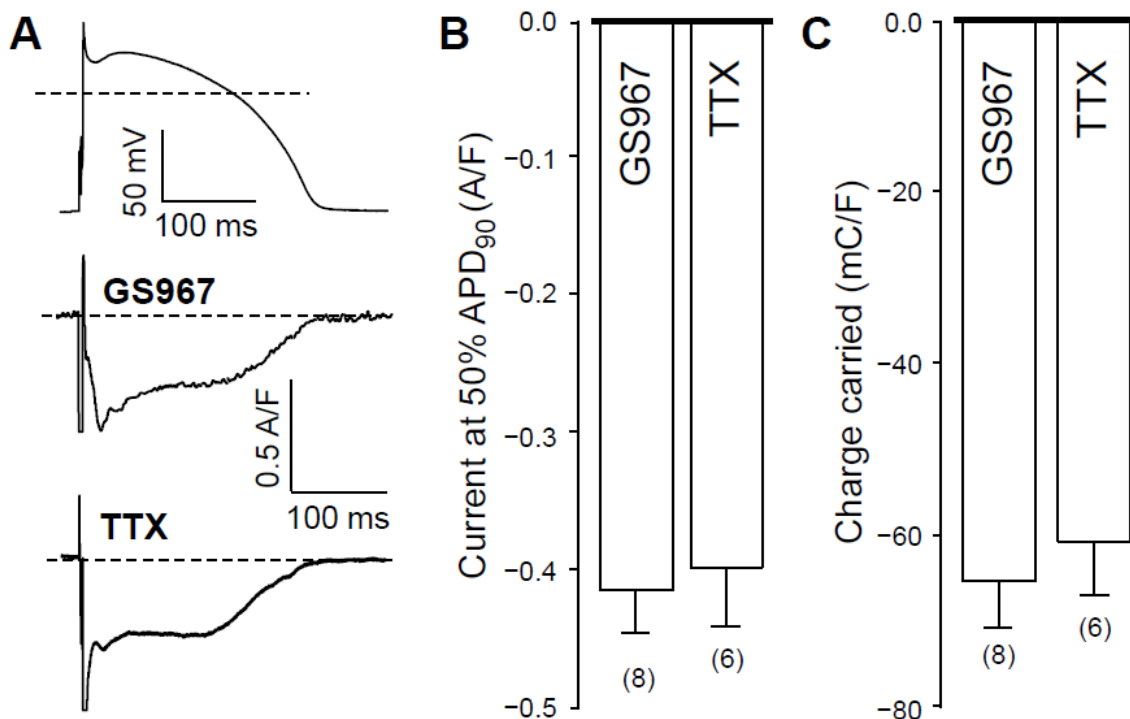 A
50 mV
100 ms
GS967
0.5 A/F
100 ms
TTX
B
Current at 50% APD90 (A/F)
0.0
−0.1
−0.2
−0.3
−0.4
−0.5
GS967
TTX
(8)
(6)
C
Charge carried (mC/F)
0.0
−20
−40
−60
−80
GS967
TTX
(8)
(6)